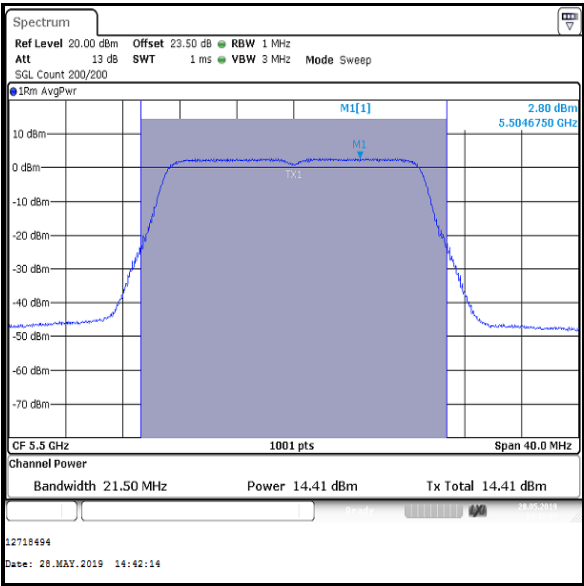 Spectrum
Ref Level 20.00 dBm Offset 23.50 dB RBW 1 MHz
Att 13 dB SWT 1 ms VBW 3 MHz Mode Sweep
SGL Count 200/200
1Rm AvgPwr
M1[1] 2.80 dBm
5.5046750 GHz
10 dBm
M1
0 dBm
TX1
-10 dBm
-20 dBm
-30 dBm
-40 dBm
-50 dBm
-60 dBm
-70 dBm
CF 5.5 GHz 1001 pts Span 40.0 MHz
Channel Power
Bandwidth 21.50 MHz Power 14.41 dBm Tx Total 14.41 dBm
Ready 28.05.2019
12718494
Date: 28.MAY.2019 14:42:14